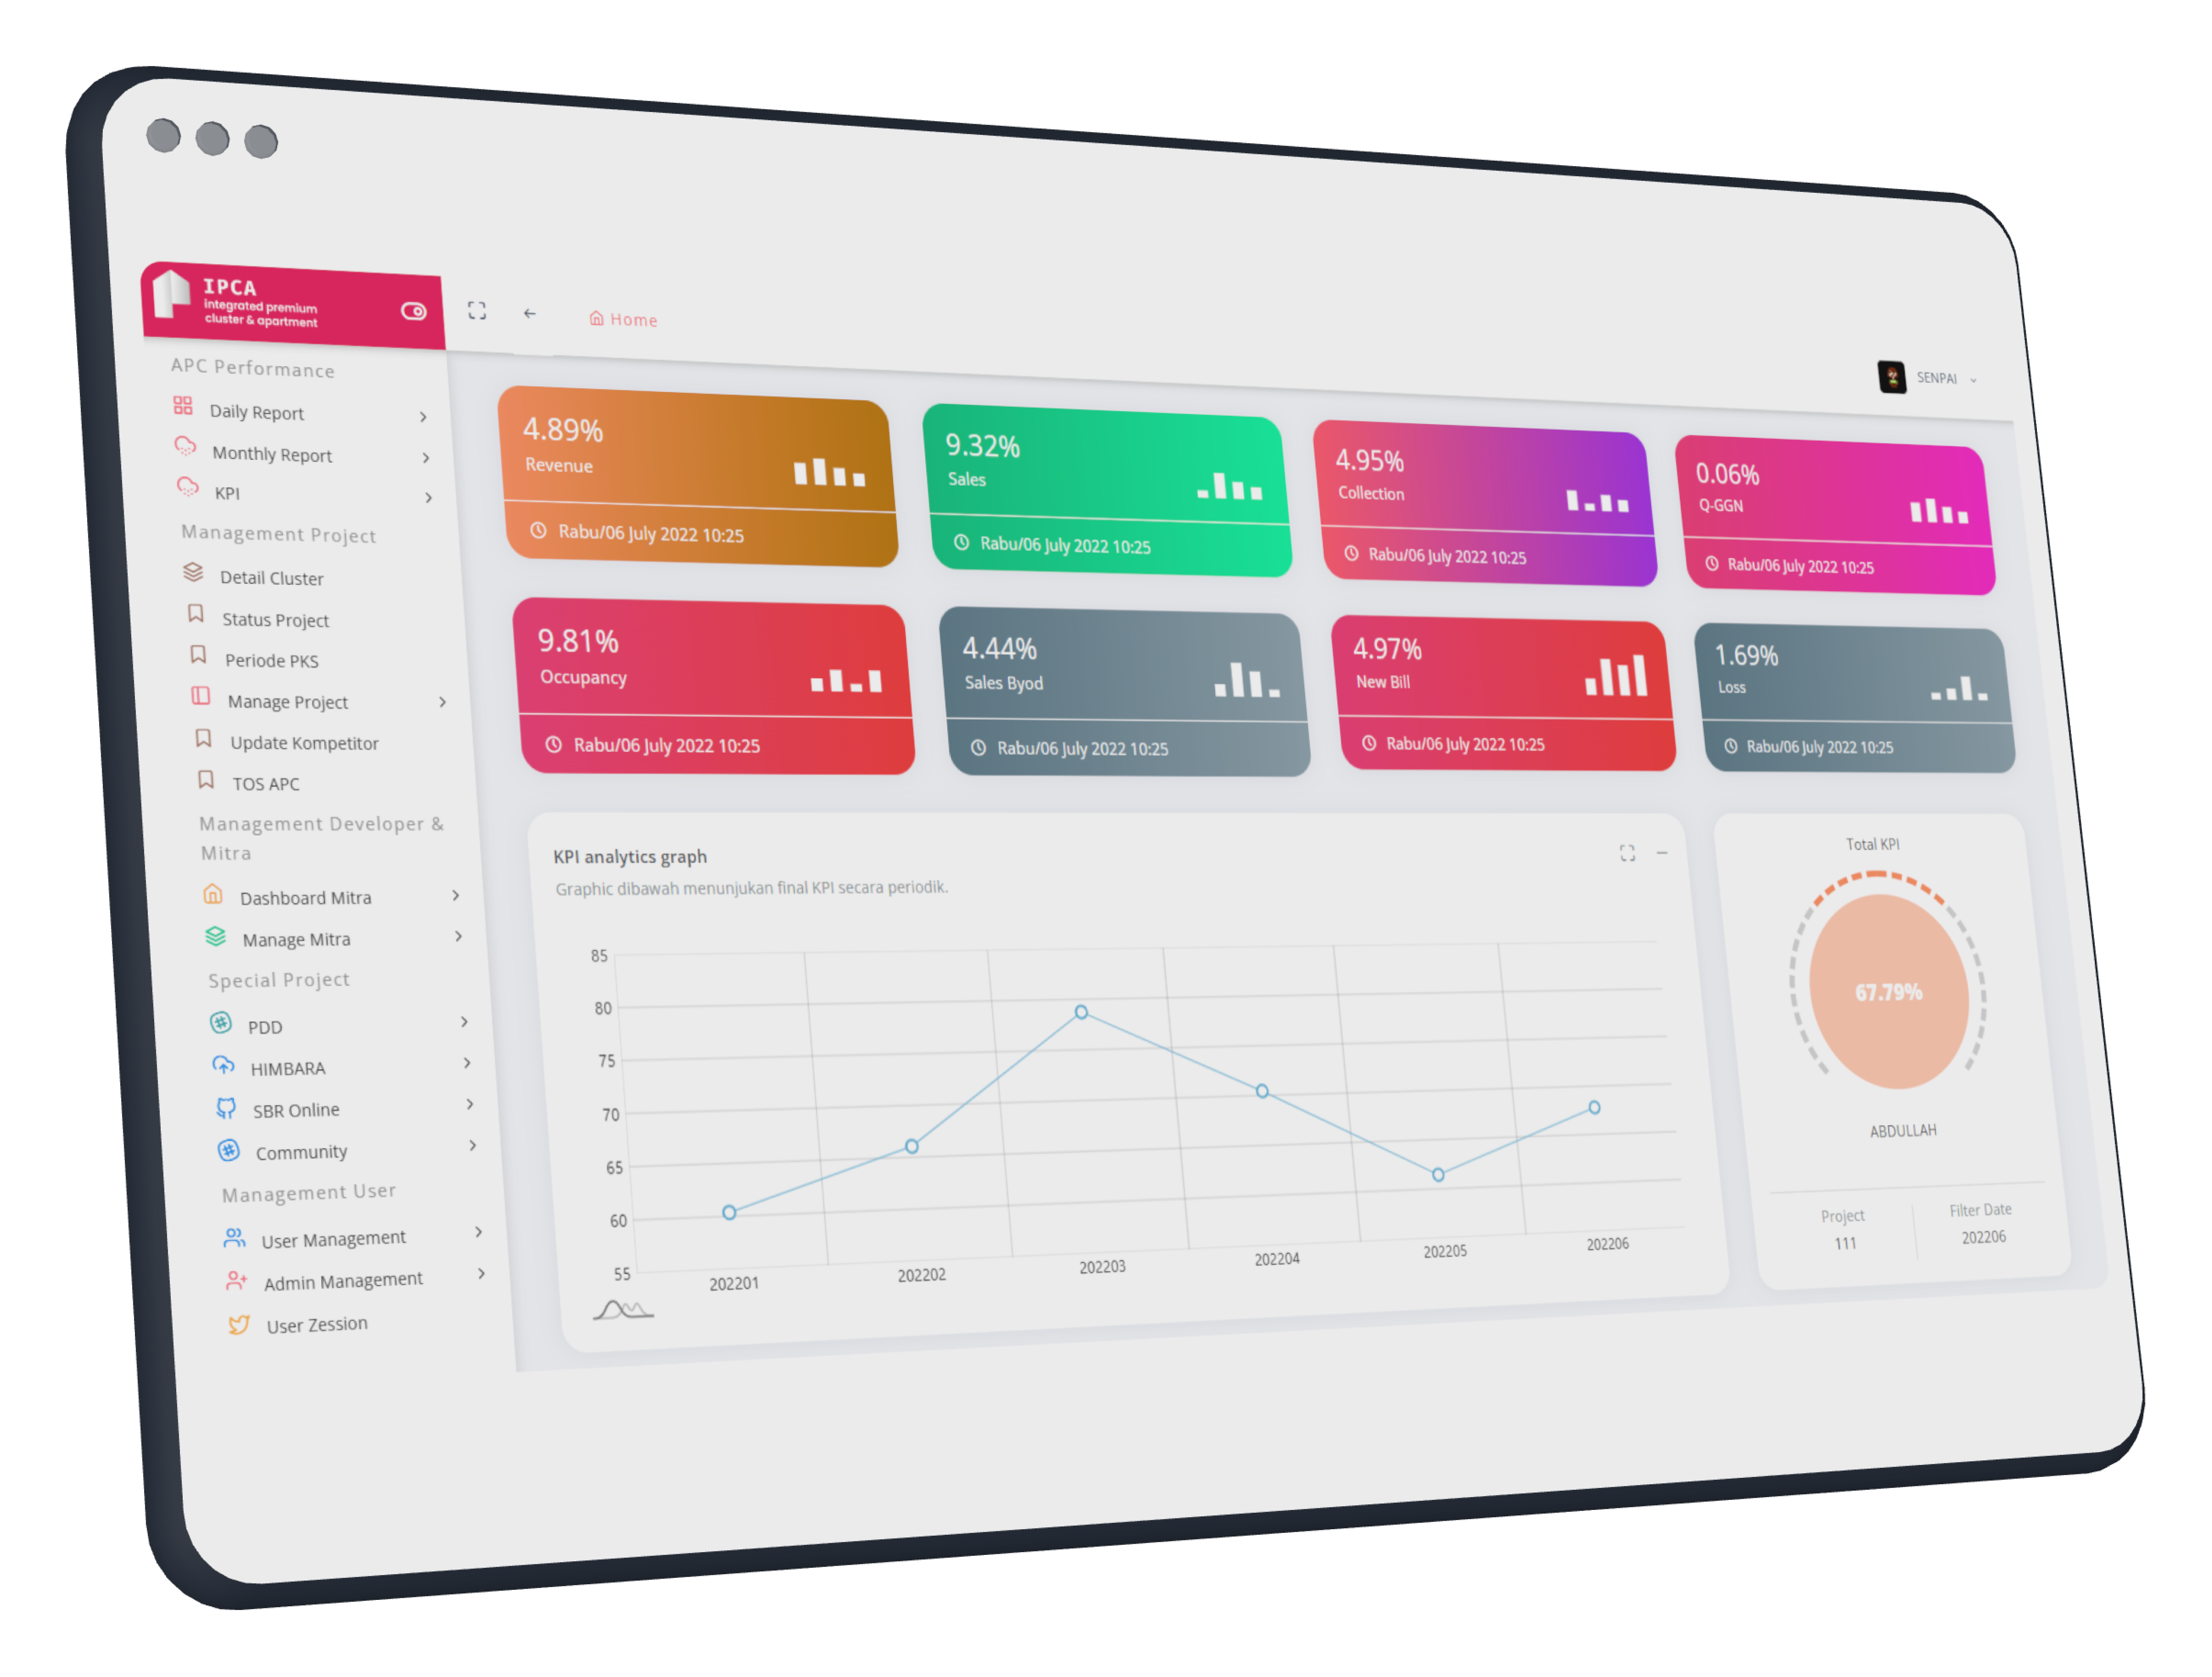 IPCA
integrated premium
cluster & apartment
Home
SENPAI
APC Performance
Daily Report
Monthly Report
KPI
Management Project
Detail Cluster
Status Project
Periode PKS
Manage Project
Update Kompetitor
TOS APC
Management Developer &
Mitra
Dashboard Mitra
Manage Mitra
Special Project
PDD
HIMBARA
SBR Online
Community
Management User
User Management
Admin Management
User Zession
4.89%
Revenue
Rabu/06 July 2022 10:25
9.32%
Sales
Rabu/06 July 2022 10:25
4.95%
Collection
Rabu/06 July 2022 10:25
0.06%
Q-GGN
Rabu/06 July 2022 10:25
9.81%
Occupancy
Rabu/06 July 2022 10:25
4.44%
Sales Byod
Rabu/06 July 2022 10:25
4.97%
New Bill
Rabu/06 July 2022 10:25
1.69%
Loss
Rabu/06 July 2022 10:25
KPI analytics graph
Graphic dibawah menunjukan final KPI secara periodik.
85
80
75
70
65
60
55
202201
202202
202203
202204
202205
202206
Total KPI
67.79%
ABDULLAH
Project
111
Filter Date
202206